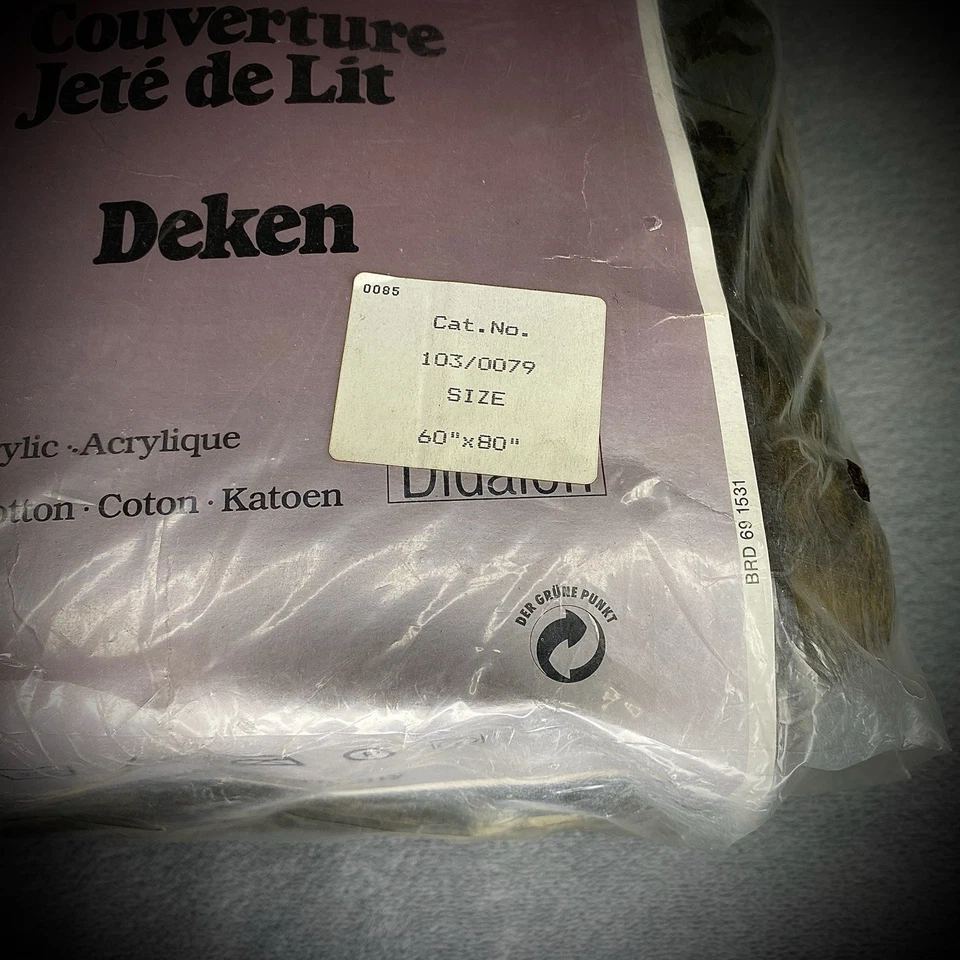 Couverture
Jeté de Lit
Deken
0085
Cat.No.
103/0079
SIZE
60"x80"
ylic · Acrylique
otton · Coton · Katoen
BRD 69 1531
DER GRÜNE PUNKT